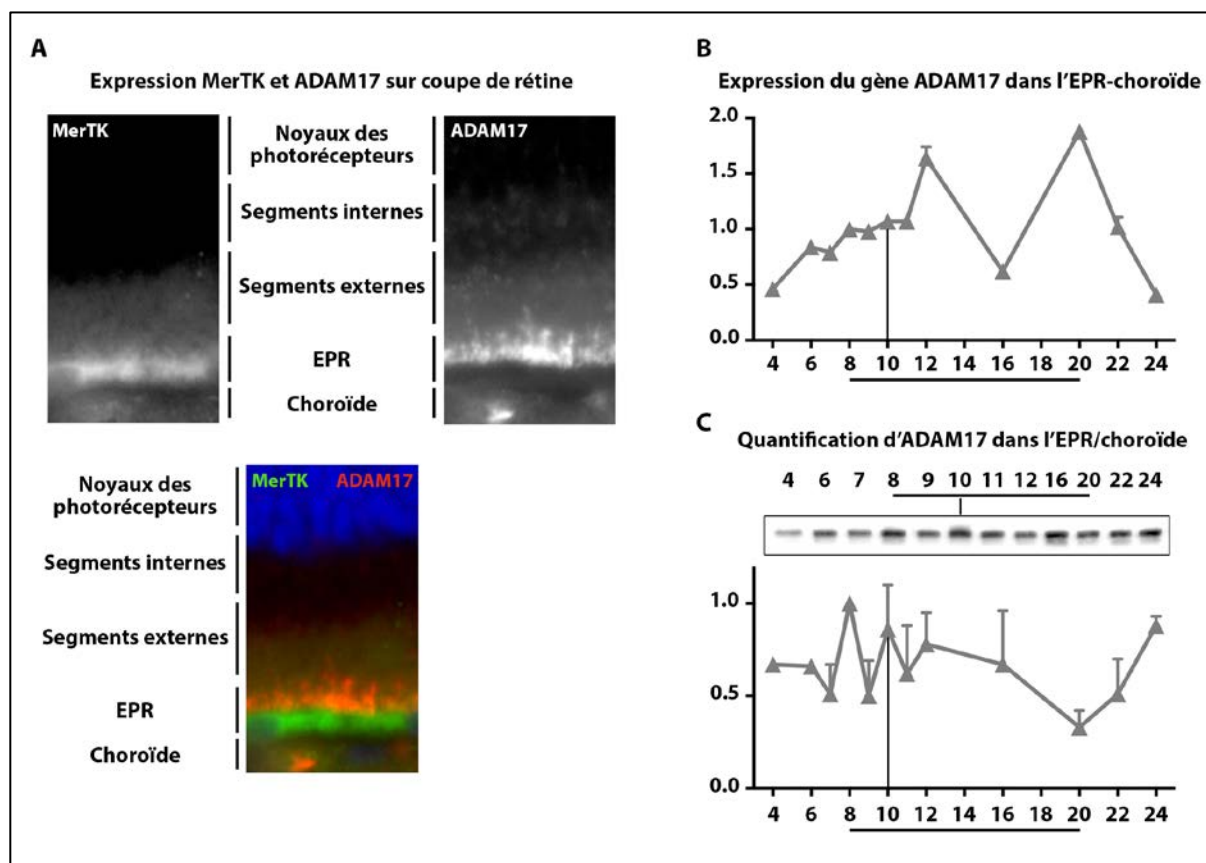 A
Expression MerTK et ADAM17 sur coupe de rétine
MerTK
Noyaux des
photorécepteurs
Segments internes
Segments externes
EPR
Choroïde
ADAM17
Noyaux des
photorécepteurs
Segments internes
Segments externes
EPR
Choroïde
MerTK ADAM17
B
Expression du gène ADAM17 dans l'EPR-choroïde
2.0
1.5
1.0
0.5
0.0
4 6 8 10 12 14 16 18 20 22 24
C
Quantification d'ADAM17 dans l'EPR/choroïde
4 6 7 8 9 10 11 12 16 20 22 24
1.0
0.5
0.0
4 6 8 10 12 14 16 18 20 22 24